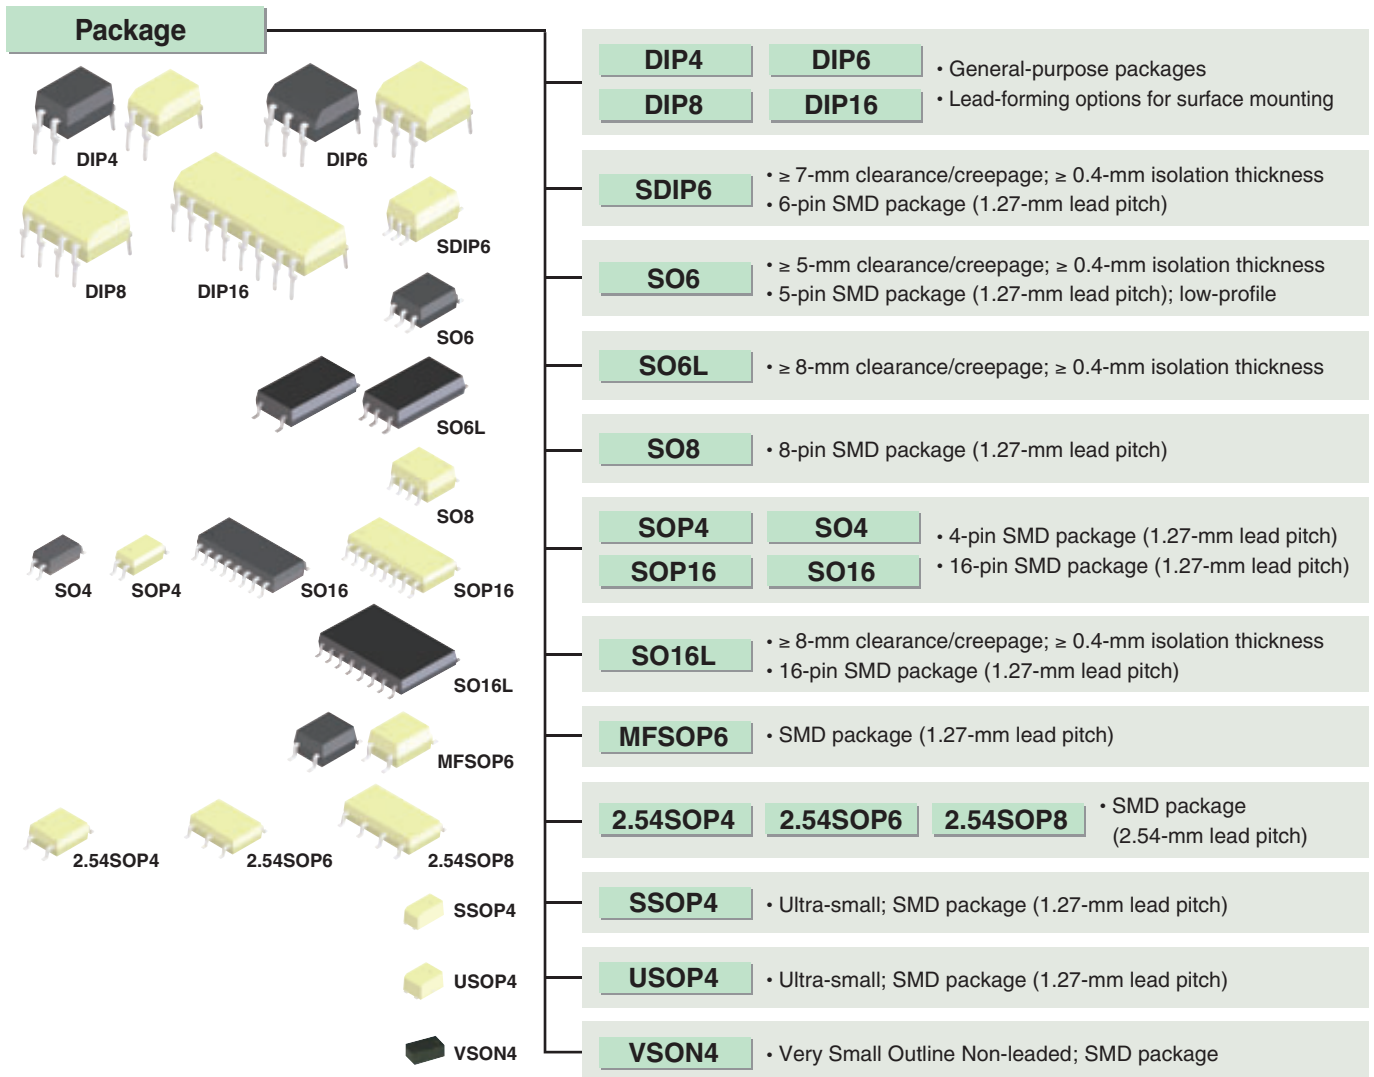 Package
DIP4
DIP6
DIP8
DIP16
SDIP6
SO6
SO6L
SO8
SO4
SOP4
SO16
SOP16
SO16L
MFSOP6
2.54SOP4
2.54SOP6
2.54SOP8
SSOP4
USOP4
VSON4
DIP4 DIP6
DIP8 DIP16
• General-purpose packages
• Lead-forming options for surface mounting
SDIP6
• ≥ 7-mm clearance/creepage; ≥ 0.4-mm isolation thickness
• 6-pin SMD package (1.27-mm lead pitch)
SO6
• ≥ 5-mm clearance/creepage; ≥ 0.4-mm isolation thickness
• 5-pin SMD package (1.27-mm lead pitch); low-profile
SO6L
• ≥ 8-mm clearance/creepage; ≥ 0.4-mm isolation thickness
SO8
• 8-pin SMD package (1.27-mm lead pitch)
SOP4 SO4
SOP16 SO16
• 4-pin SMD package (1.27-mm lead pitch)
• 16-pin SMD package (1.27-mm lead pitch)
SO16L
• ≥ 8-mm clearance/creepage; ≥ 0.4-mm isolation thickness
• 16-pin SMD package (1.27-mm lead pitch)
MFSOP6
• SMD package (1.27-mm lead pitch)
2.54SOP4 2.54SOP6 2.54SOP8
• SMD package
(2.54-mm lead pitch)
SSOP4
• Ultra-small; SMD package (1.27-mm lead pitch)
USOP4
• Ultra-small; SMD package (1.27-mm lead pitch)
VSON4
• Very Small Outline Non-leaded; SMD package